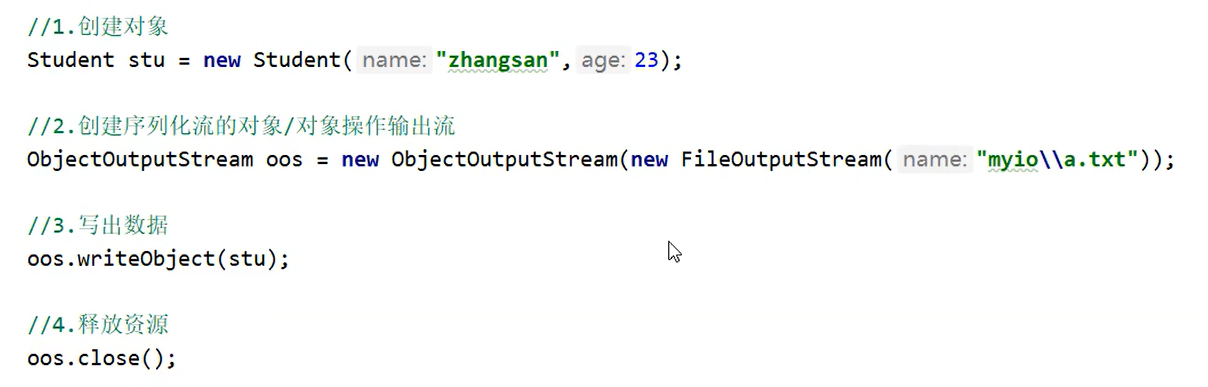 //1.创建对象
Student stu = new Student( name: "zhangsan", age: 23);
//2.创建序列化流的对象/对象操作输出流
ObjectOutputStream oos = new ObjectOutputStream(new FileOutputStream( name: "myio\\a.txt"));
//3.写出数据
oos.writeObject(stu);
//4.释放资源
oos.close();